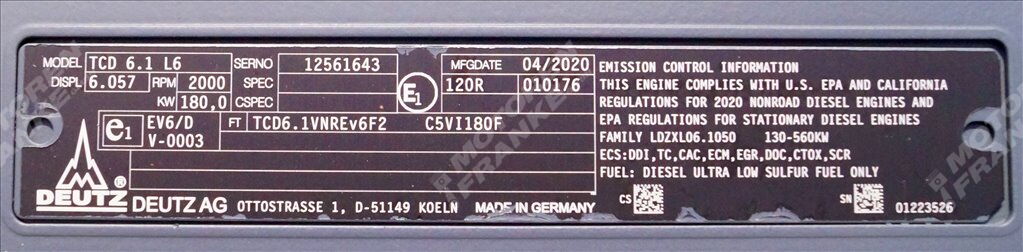 MODEL TCD 6.1 L6 SERNO 12561643 MFGDATE 04/2020
DISPL 6.057 RPM 2000 SPEC E1 120R 010176
KW 180,0 CSPEC
e1 EV6/D V-0003 FT TCD6.1VNREv6F2 C5VI180F
EMISSION CONTROL INFORMATION
THIS ENGINE COMPLIES WITH U.S. EPA AND CALIFORNIA
REGULATIONS FOR 2020 NONROAD DIESEL ENGINES AND
EPA REGULATIONS FOR STATIONARY DIESEL ENGINES
FAMILY LDZXL06.1050 130-560KW
ECS:DDI,TC,CAC,ECM,EGR,DOC,CTOX,SCR
FUEL: DIESEL ULTRA LOW SULFUR FUEL ONLY
CS SN 01223526
DEUTZ ® DEUTZ AG OTTOSTRASSE 1, D-51149 KOELN MADE IN GERMANY
MOTOREN FRANKEN